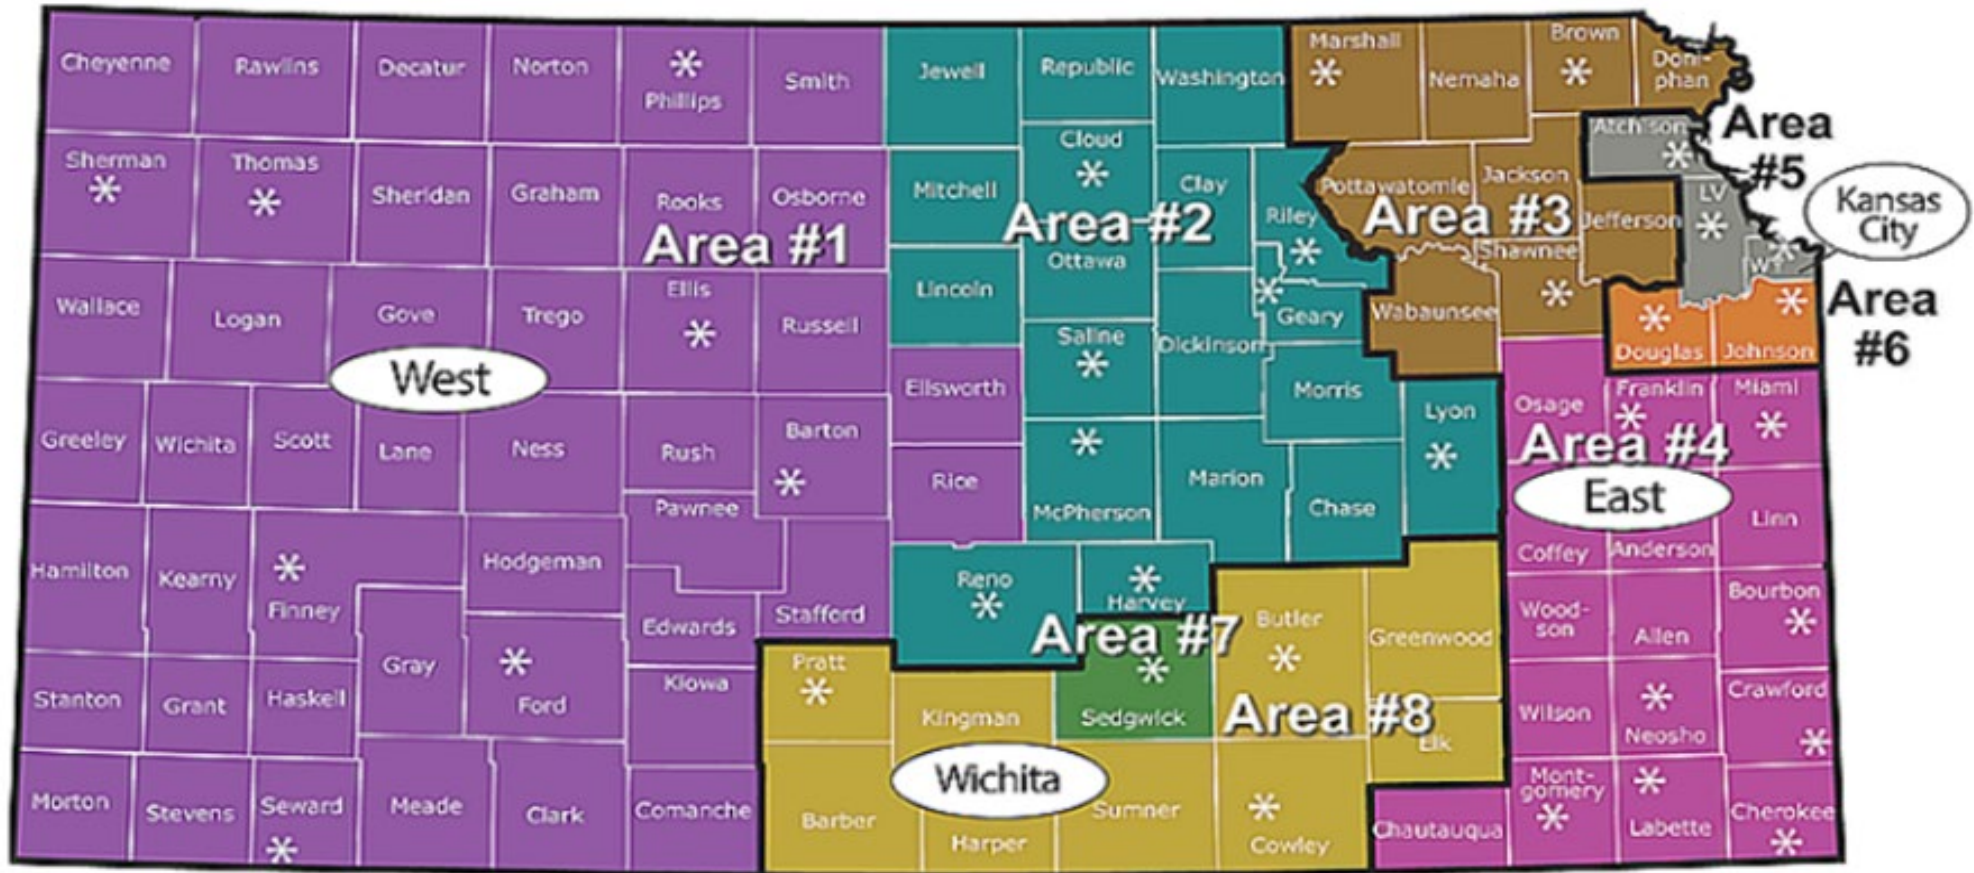 Cheyenne
Rawlins
Decatur
Norton
Phillips
Smith
Jewell
Republic
Washington
Marshall
Nemaha
Brown
Doni-
phan
Sherman
Thomas
Sheridan
Graham
Rooks
Osborne
Mitchell
Cloud
Clay
Riley
Pottawatomie
Jackson
Atchison
Jefferson
LV
Area
#5
Kansas
City
Area #1
Area #2
Area #3
Wallace
Logan
Gove
Trego
Ellis
Russell
Lincoln
Ottawa
Saline
Dickinson
Geary
Wabaunsee
Shawnee
Douglas
Johnson
Area
#6
West
Ellsworth
Morris
Lyon
Osage
Franklin
Miami
Greeley
Wichita
Scott
Lane
Ness
Rush
Barton
Rice
McPherson
Marion
Chase
Area #4
East
Coffey
Anderson
Linn
Hamilton
Kearny
Finney
Hodgeman
Pawnee
Edwards
Stafford
Reno
Harvey
Area #7
Butler
Greenwood
Wood-
son
Allen
Bourbon
Stanton
Grant
Haskell
Gray
Ford
Kiowa
Pratt
Kingman
Sedgwick
Area #8
Elk
Wilson
Neosho
Crawford
Morton
Stevens
Seward
Meade
Clark
Comanche
Barber
Wichita
Harper
Sumner
Cowley
Chautauqua
Mont-
gomery
Labette
Cherokee